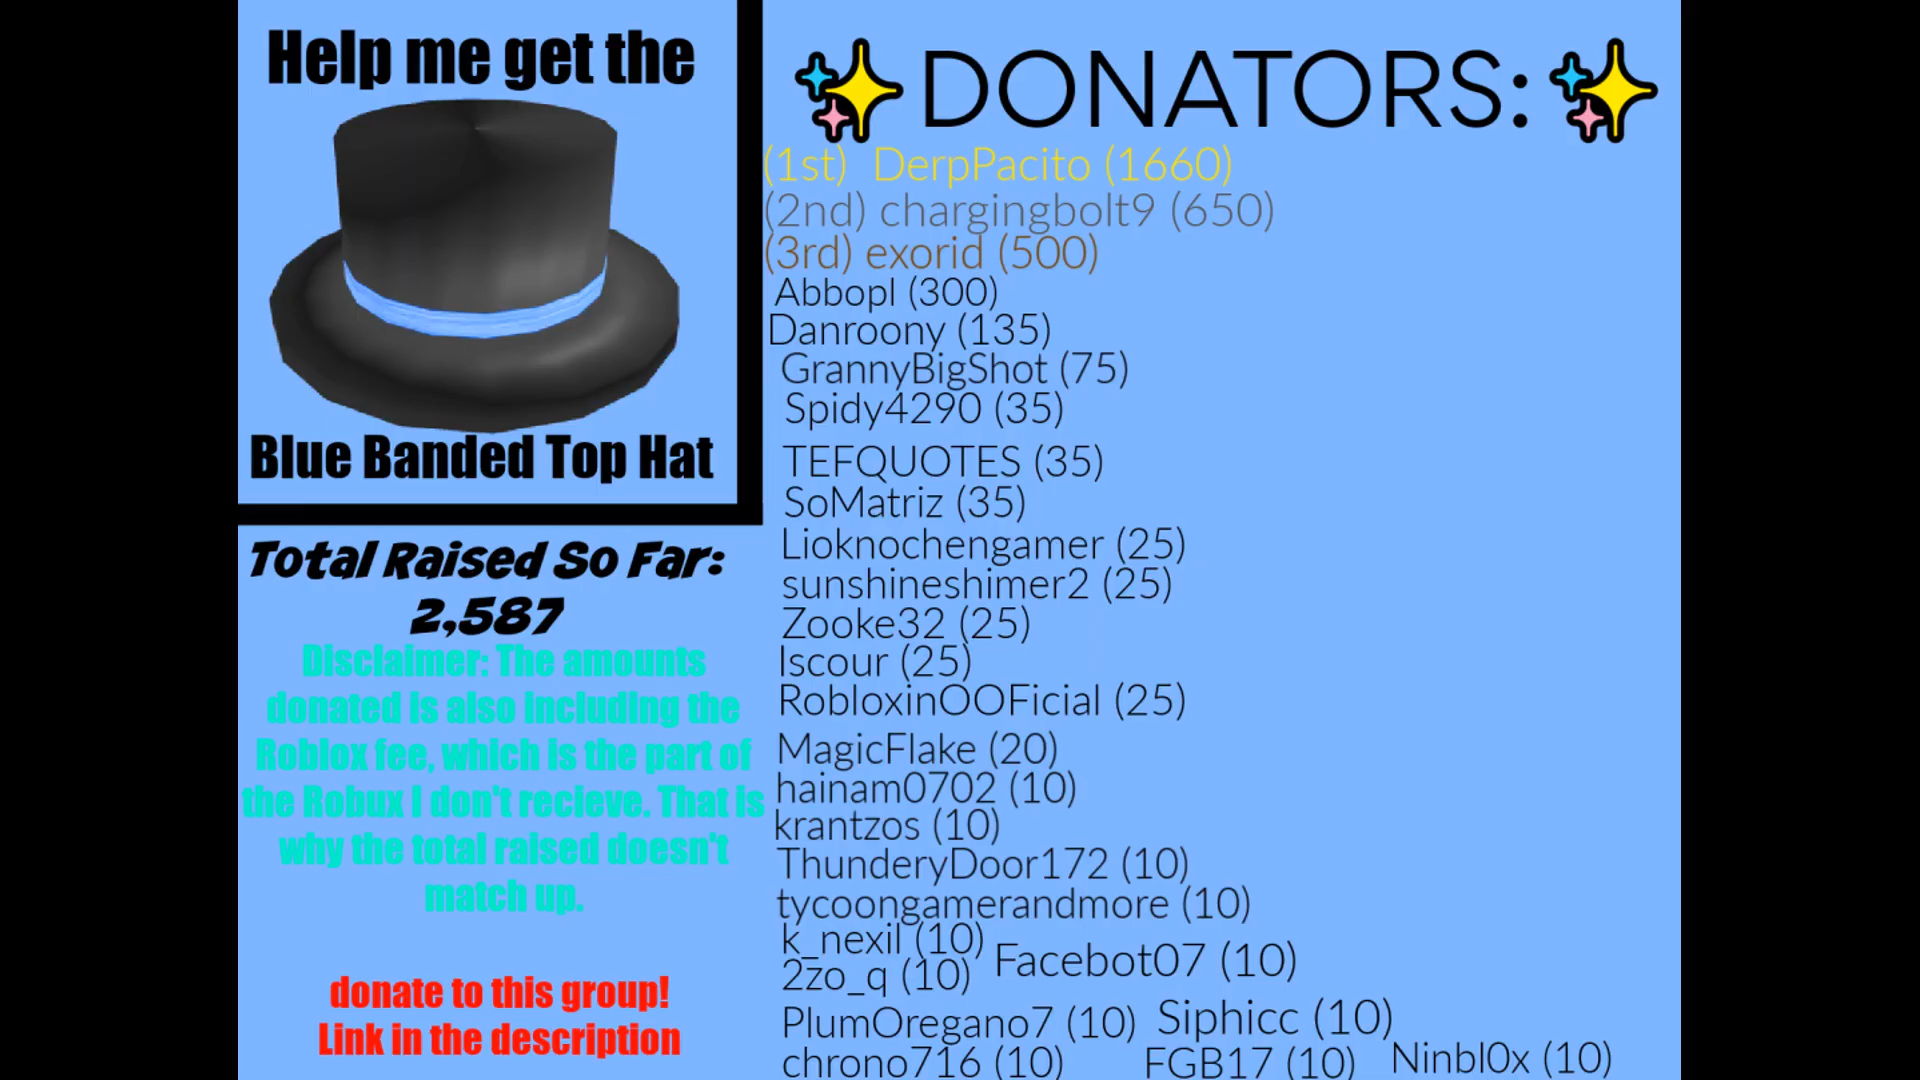 Help me get the
Blue Banded Top Hat
Total Raised So Far:
2,587
Disclaimer: The amounts
donated is also including the
Roblox fee, which is the part of
the Robux I don't recieve. That is
why the total raised doesn't
match up.
donate to this group!
Link in the description
DONATORS:
(1st) DerpPacito (1660)
(2nd) chargingbolt9 (650)
(3rd) exorid (500)
Abbopl (300)
Danroony (135)
GrannyBigShot (75)
Spidy4290 (35)
TEFQUOTES (35)
SoMatriz (35)
Lioknochengamer (25)
sunshineshimer2 (25)
Zooke32 (25)
Iscour (25)
RobloxinOOFicial (25)
MagicFlake (20)
hainam0702 (10)
krantzos (10)
ThunderyDoor172 (10)
tycoongamerandmore (10)
k_nexil (10)
2zo_q (10) Facebot07 (10)
PlumOregano7 (10) Siphicc (10)
chrono716 (10) FGB17 (10) Ninbl0x (10)